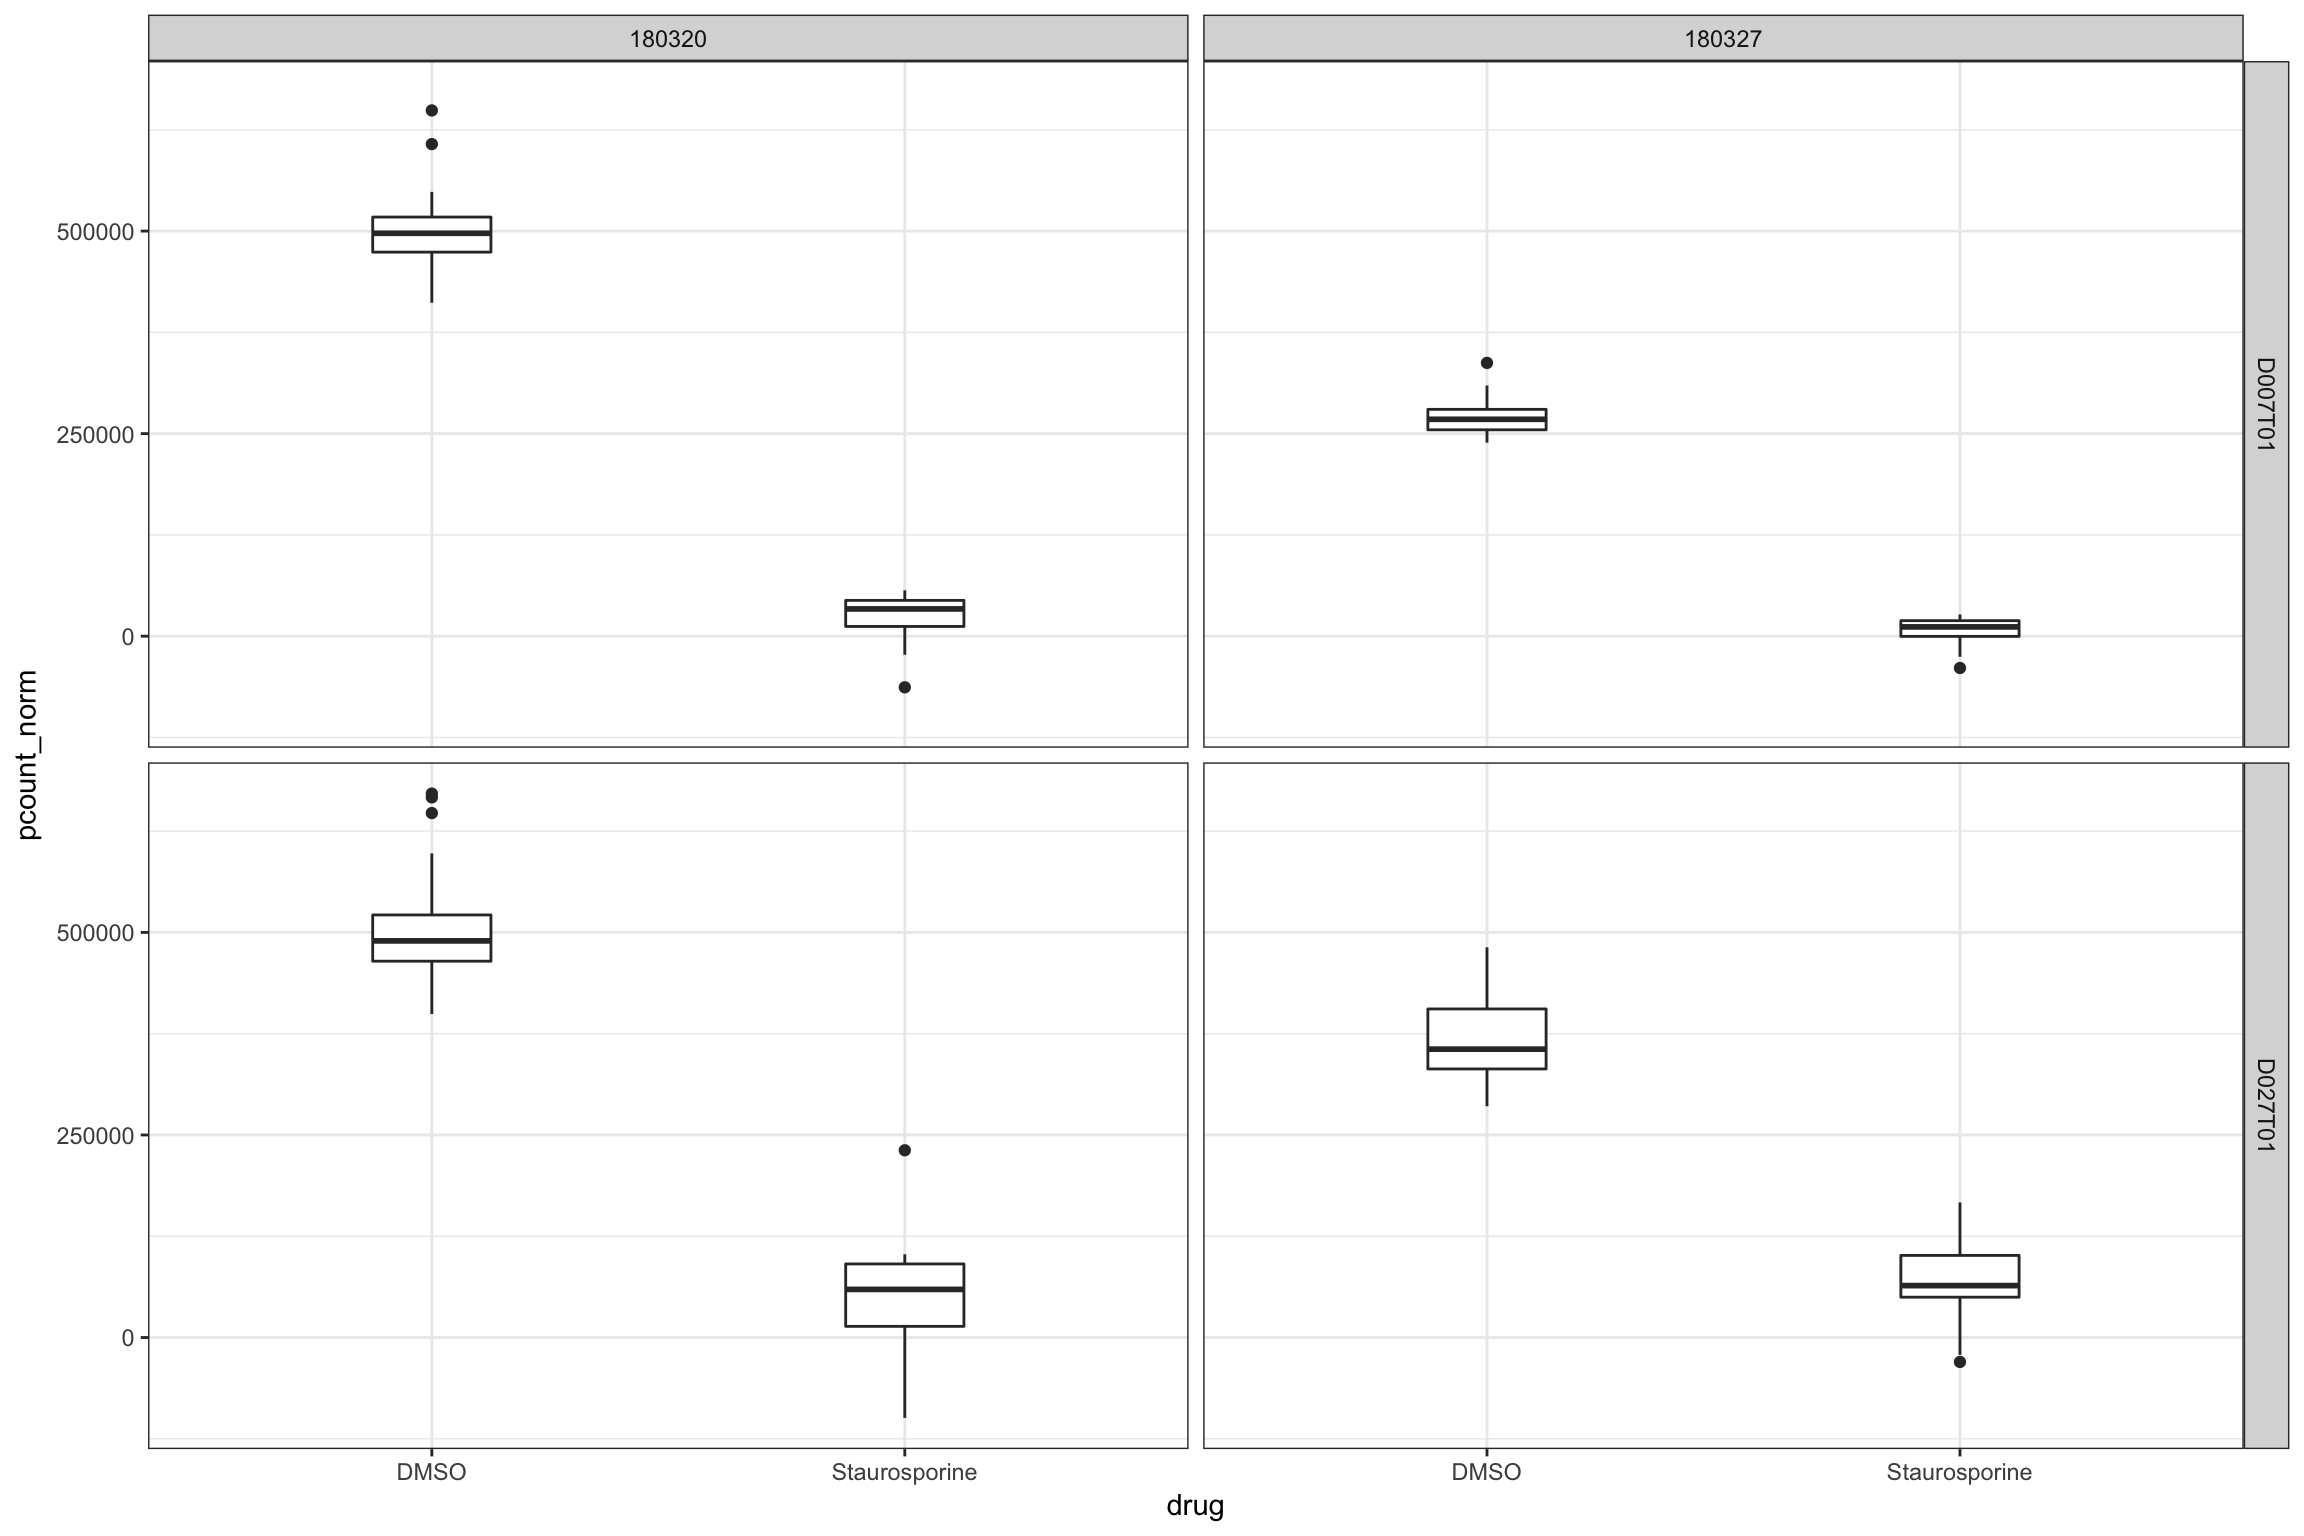 180320
180327
500000
250000
0
D007T01
pcount_norm
500000
250000
0
D027T01
DMSO
Staurosporine
DMSO
Staurosporine
drug